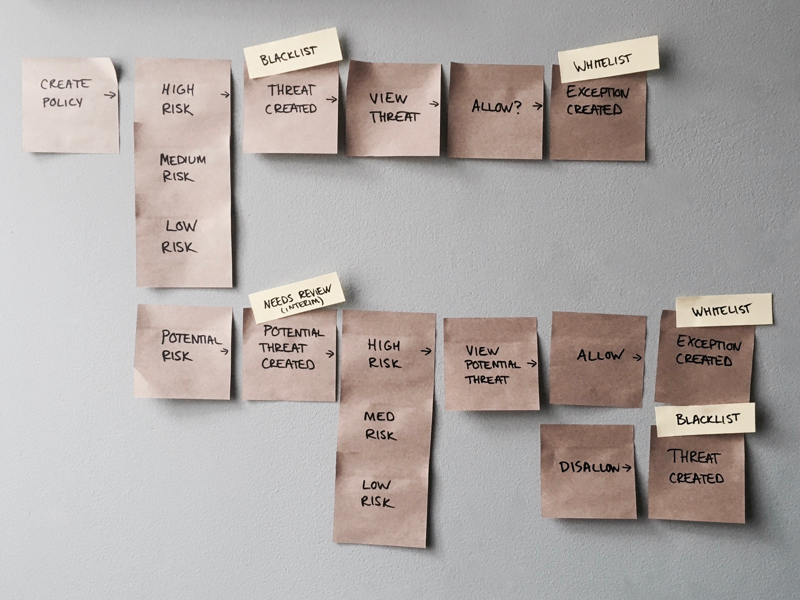 CREATE
POLICY →
HIGH →
RISK
MEDIUM
RISK
LOW
RISK
BLACKLIST
THREAT →
CREATED
VIEW →
THREAT
ALLOW? →
WHITELIST
EXCEPTION
CREATED
POTENTIAL
RISK →
NEEDS REVIEW
(INTERIM)
POTENTIAL
THREAT →
CREATED
HIGH →
RISK
MED
RISK
LOW
RISK
VIEW
POTENTIAL →
THREAT
ALLOW →
WHITELIST
EXCEPTION
CREATED
DISALLOW→
BLACKLIST
THREAT
CREATED